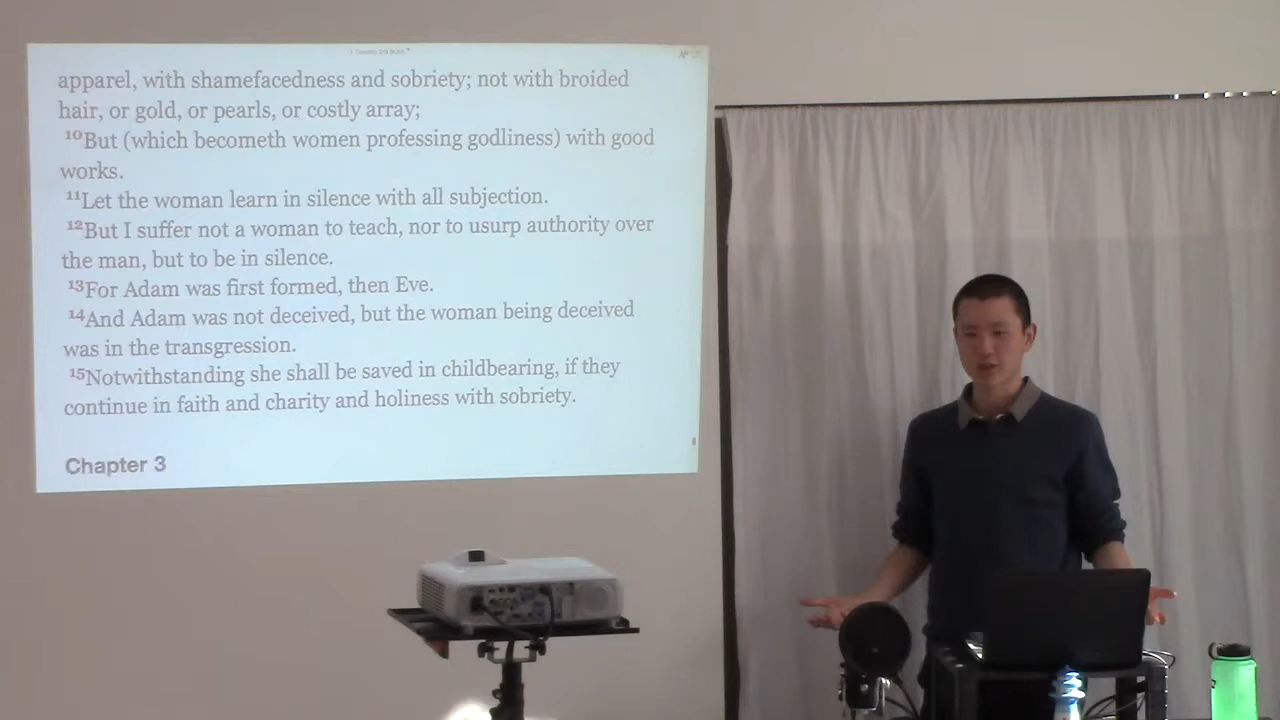 apparel, with shamefacedness and sobriety; not with broided
hair, or gold, or pearls, or costly array;
¹⁰But (which becometh women professing godliness) with good
works.
¹¹Let the woman learn in silence with all subjection.
¹²But I suffer not a woman to teach, nor to usurp authority over
the man, but to be in silence.
¹³For Adam was first formed, then Eve.
¹⁴And Adam was not deceived, but the woman being deceived
was in the transgression.
¹⁵Notwithstanding she shall be saved in childbearing, if they
continue in faith and charity and holiness with sobriety.
Chapter 3